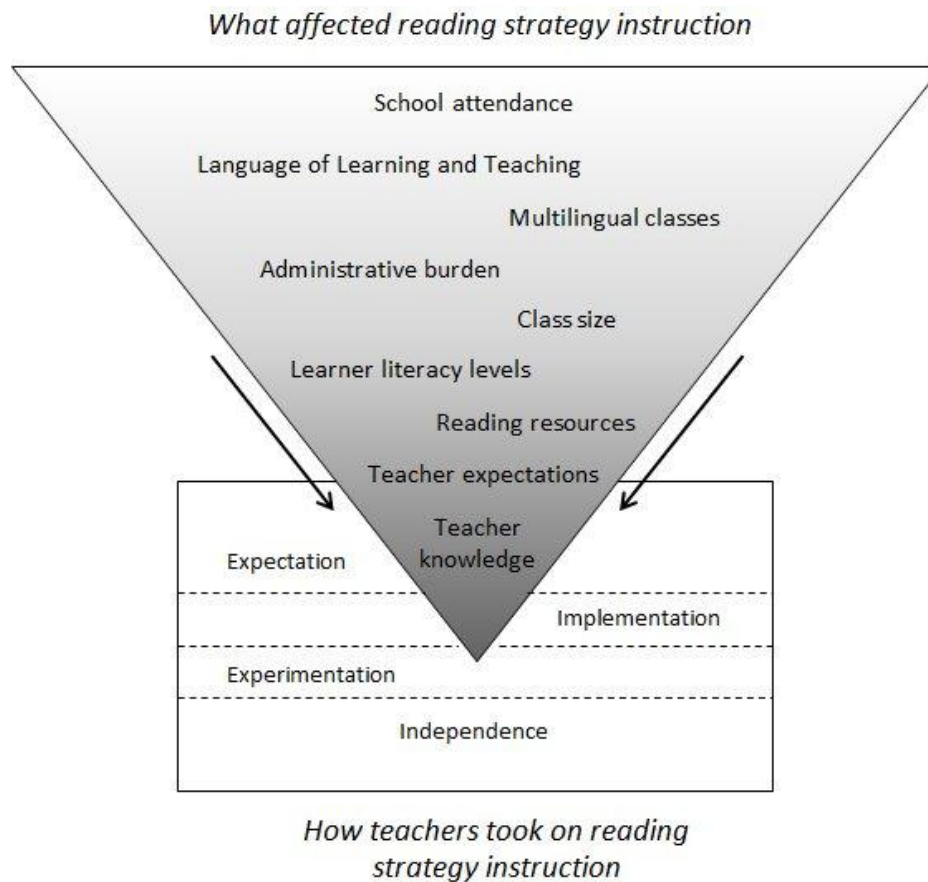 What affected reading strategy instruction
School attendance
Language of Learning and Teaching
Multilingual classes
Administrative burden
Class size
Learner literacy levels
Reading resources
Teacher expectations
Teacher
knowledge
Expectation
Implementation
Experimentation
Independence
How teachers took on reading
strategy instruction